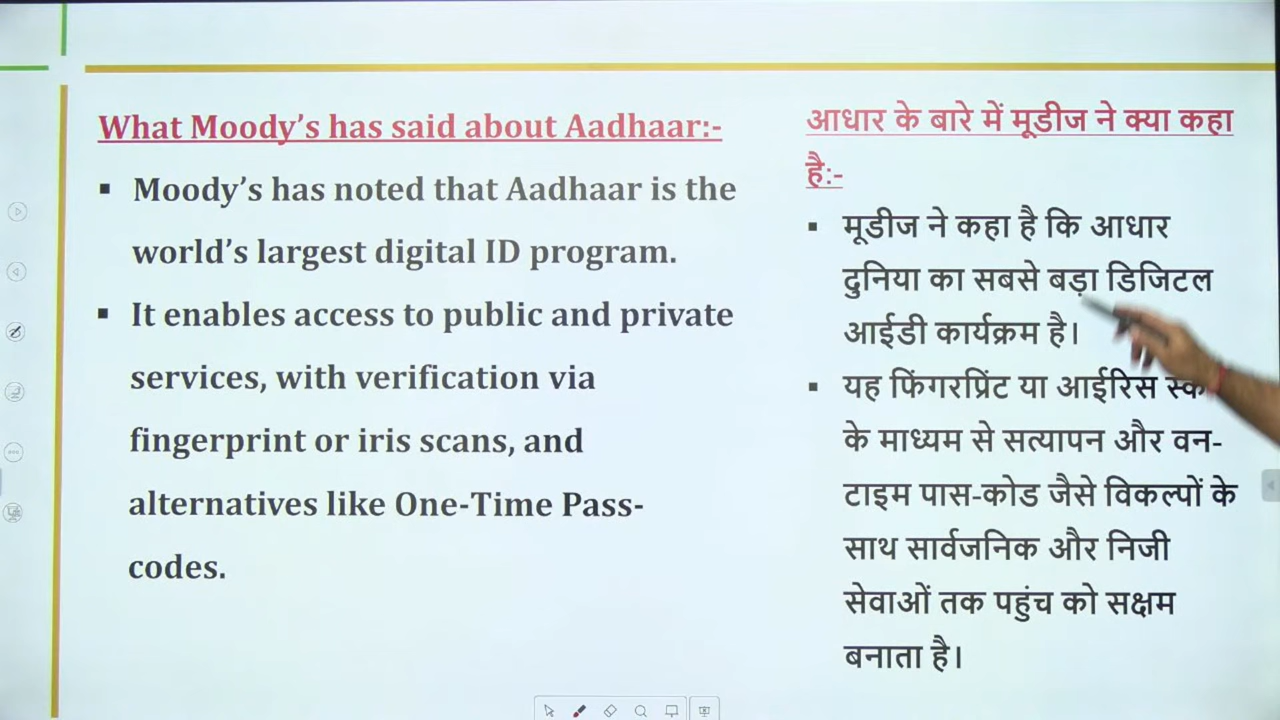 What Moody’s has said about Aadhaar:-
▪ Moody’s has noted that Aadhaar is the
world’s largest digital ID program.
▪ It enables access to public and private
services, with verification via
fingerprint or iris scans, and
alternatives like One-Time Pass-
codes.
आधार के बारे में मूडीज ने क्या कहा
है:-
▪ मूडीज ने कहा है कि आधार
दुनिया का सबसे बड़ा डिजिटल
आईडी कार्यक्रम है।
▪ यह फिंगरप्रिंट या आईरिस
के माध्यम से सत्यापन और वन-
टाइम पास-कोड जैसे विकल्पों के
साथ सार्वजनिक और निजी
सेवाओं तक पहुंच को सक्षम
बनाता है।